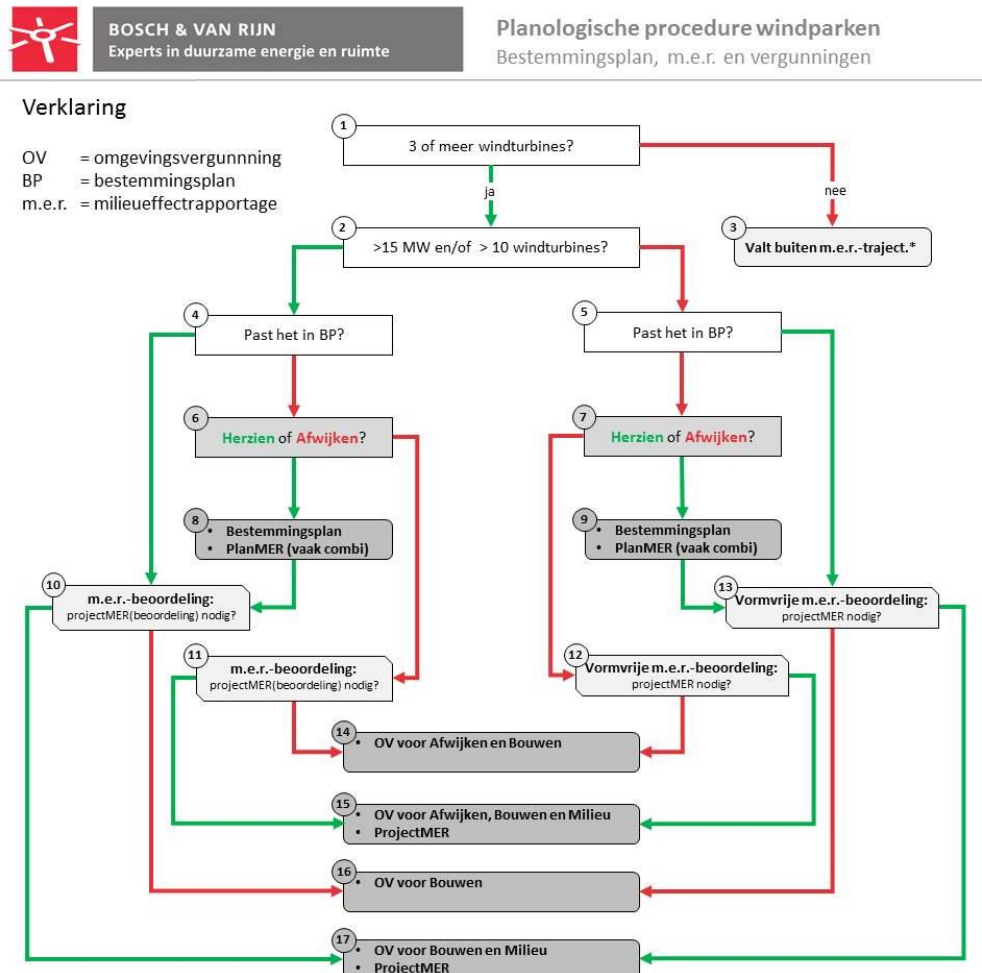 BOSCH & VAN RIJN
Experts in duurzame energie en ruimte
Planologische procedure windparken
Bestemmingsplan, m.e.r. en vergunningen
Verklaring
OV = omgevingsvergunnning
BP = bestemmingsplan
m.e.r. = milieueffectrapportage
1
3 of meer windturbines?
ja
nee
2
>15 MW en/of > 10 windturbines?
3
Valt buiten m.e.r.-traject.*
4
Past het in BP?
5
Past het in BP?
6
Herzien of Afwijken?
7
Herzien of Afwijken?
8
• Bestemmingsplan
• PlanMER (vaak combi)
9
• Bestemmingsplan
• PlanMER (vaak combi)
10
m.e.r.-beoordeling:
projectMER(beoordeling) nodig?
13
Vormvrije m.e.r.-beoordeling:
projectMER nodig?
11
m.e.r.-beoordeling:
projectMER(beoordeling) nodig?
12
Vormvrije m.e.r.-beoordeling:
projectMER nodig?
14
• OV voor Afwijken en Bouwen
15
• OV voor Afwijken, Bouwen en Milieu
• ProjectMER
16
• OV voor Bouwen
17
• OV voor Bouwen en Milieu
• ProjectMER